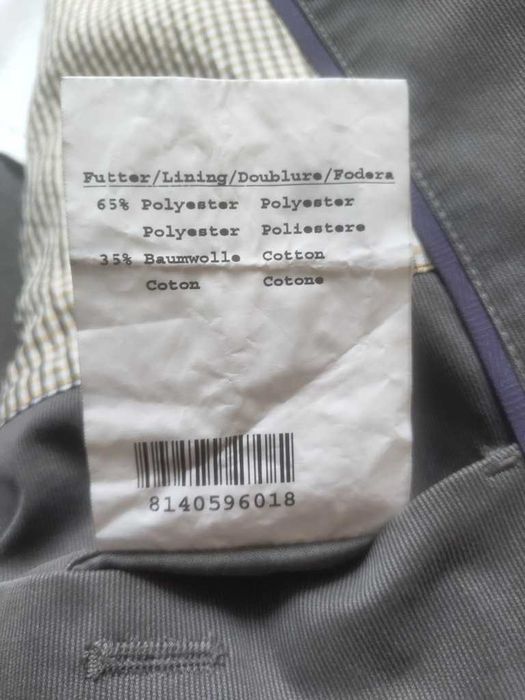 Futter/Lining/Doublure/Fodera
65% Polyester Polyester
Polyester Poliestere
35% Baumwolle Cotton
Coton Cotone
8140596018